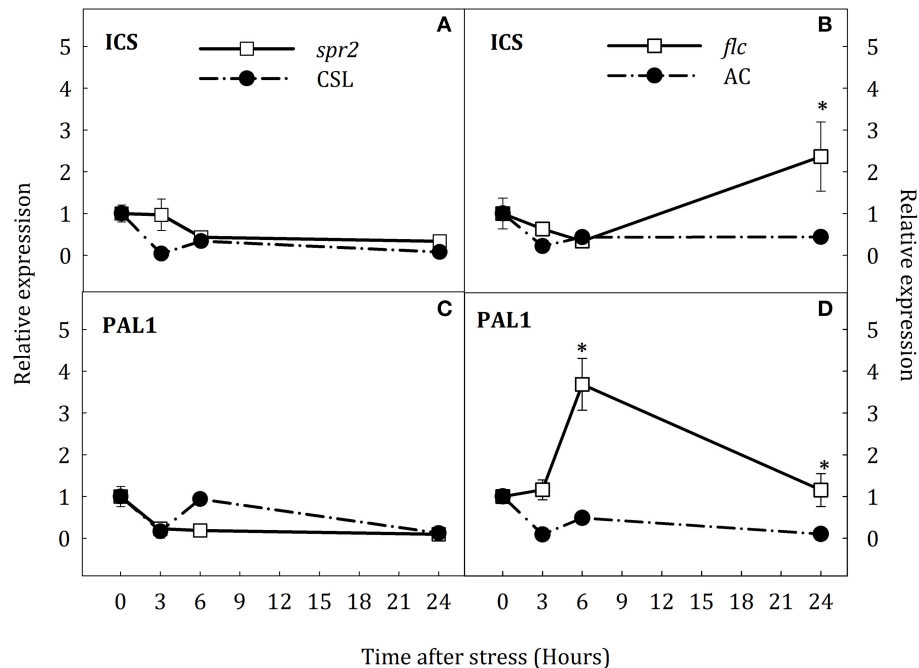 A
ICS
spr2
CSL
5
4
3
2
1
0
B
ICS
flc
AC
*
5
4
3
2
1
0
Relative expressison
Relative expression
C
PAL1
5
4
3
2
1
0
D
PAL1
*
*
5
4
3
2
1
0
0 3 6 9 12 15 18 21 24
0 3 6 9 12 15 18 21 24
Time after stress (Hours)